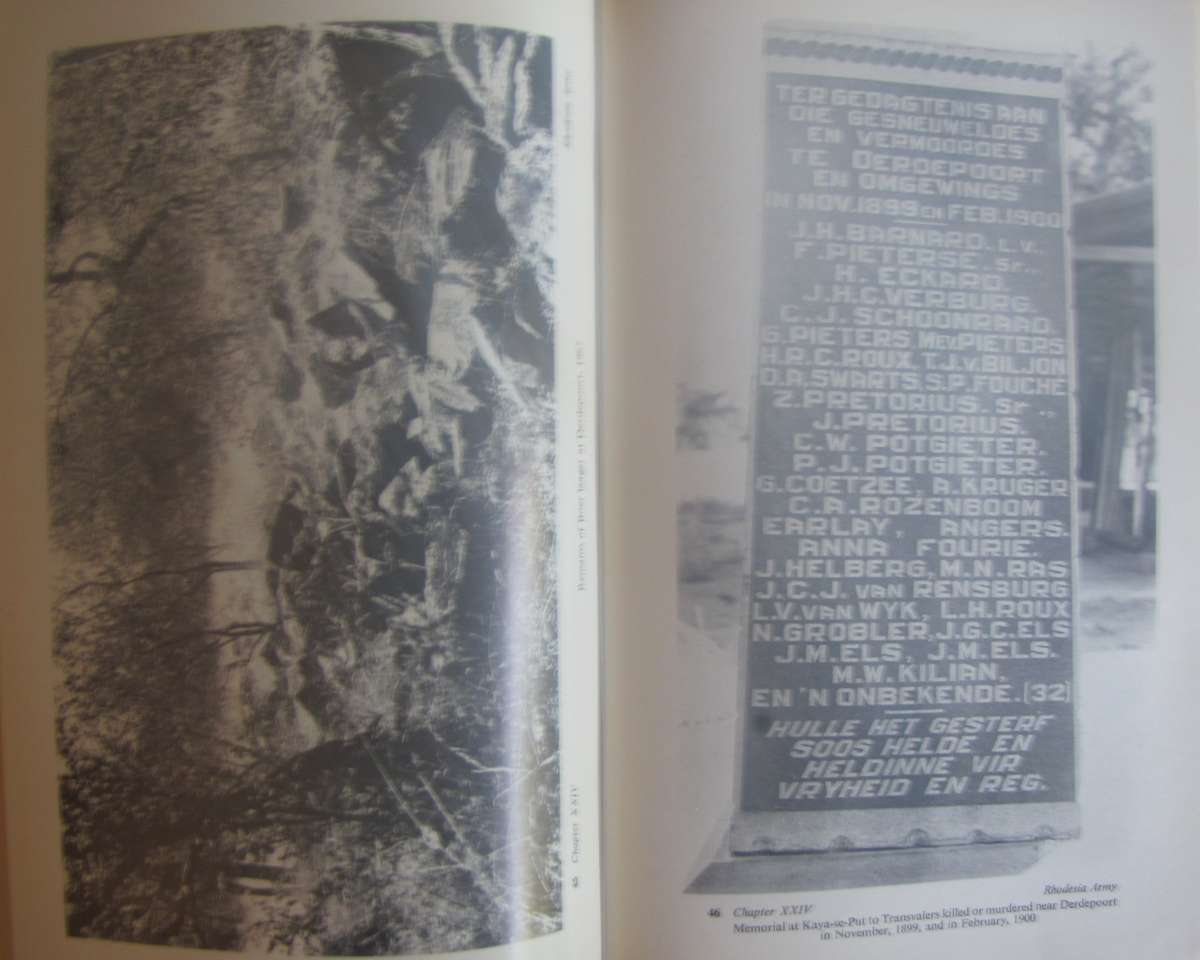 Rhodesia Army
45 Chapter XXIV
Remains of Boer laager at Derdepoort, 1967
TER GEDAGTENIS AAN
DIE GESNEUWELDES
EN VERMOORDES
TE DERDEPOORT
EN OMGEWINGS
IN NOV. 1899 EN FEB. 1900
J.H. BARNARD. L.V.,
F. PIETERSE, Sr.,
H. ECKARD.
J.H.C. VERBURG.
C.J. SCHOONRAAD.
G. PIETERS, MEV. PIETERS
H.R.C. ROUX, T.J.V. BILJON
D.A. SWARTS, S.P. FOUCHE
Z. PRETORIUS. Sr.,
J. PRETORIUS.
C.W. POTGIETER.
P.J. POTGIETER.
G. COETZEE, A. KRUGER
C.A. ROZENBOOM
EARLAY, ANGERS.
ANNA FOURIE.
J. HELBERG, M.N. RAS
J.C.J. VAN RENSBURG
L.V. VAN WYK, L.H. ROUX
N. GROBLER, J.G.C. ELS
J.M. ELS, J.M. ELS.
M.W. KILIAN,
EN 'N ONBEKENDE. (32)
HULLE HET GESTERF
SOOS HELDE EN
HELDINNE VIR
VRYHEID EN REG.
Rhodesia Army
46 Chapter XXIV
Memorial at Kaya-se-Put to Transvalers killed or murdered near Derdepoort
in November, 1899, and in February, 1900